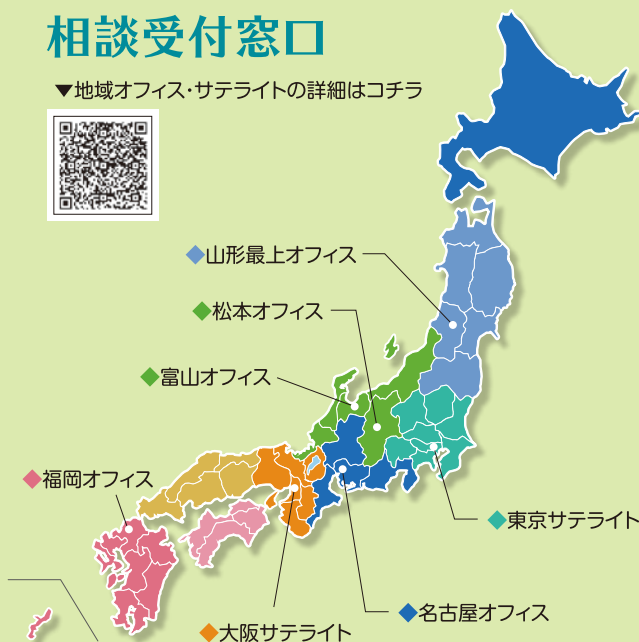 相談受付窓口
▼地域オフィス・サテライトの詳細はコチラ
◆山形最上オフィス
◆松本オフィス
◆富山オフィス
◆福岡オフィス
◆東京サテライト
◆名古屋オフィス
◆大阪サテライト